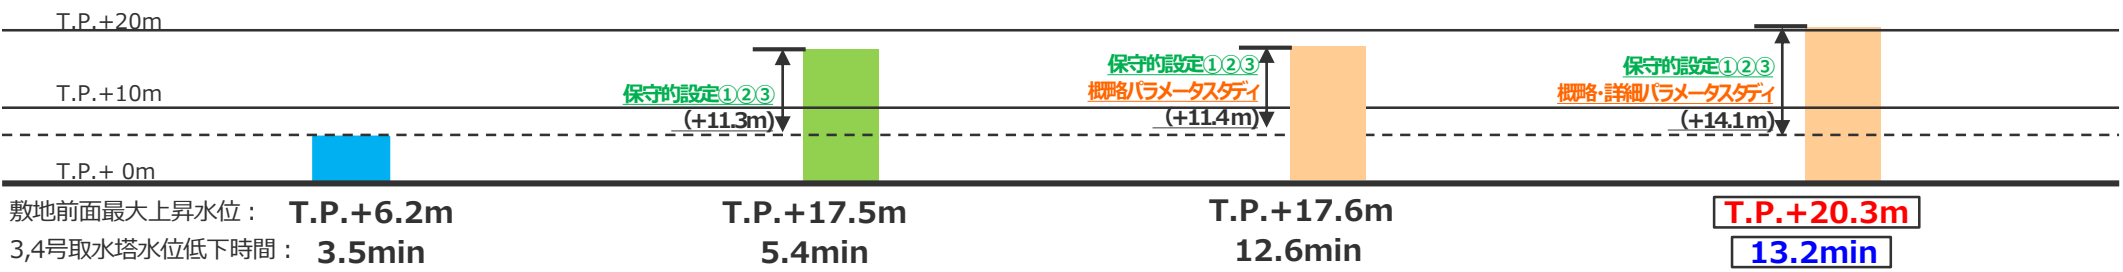 T.P.+20m
T.P.+10m
T.P.+ 0m
保守的設定①②③
(+11.3m)
保守的設定①②③
概略パラメータスタディ
(+11.4m)
保守的設定①②③
概略・詳細パラメータスタディ
(+14.1m)
敷地前面最大上昇水位： T.P.+6.2m T.P.+17.5m T.P.+17.6m T.P.+20.3m
3,4号取水塔水位低下時間： 3.5min 5.4min 12.6min 13.2min